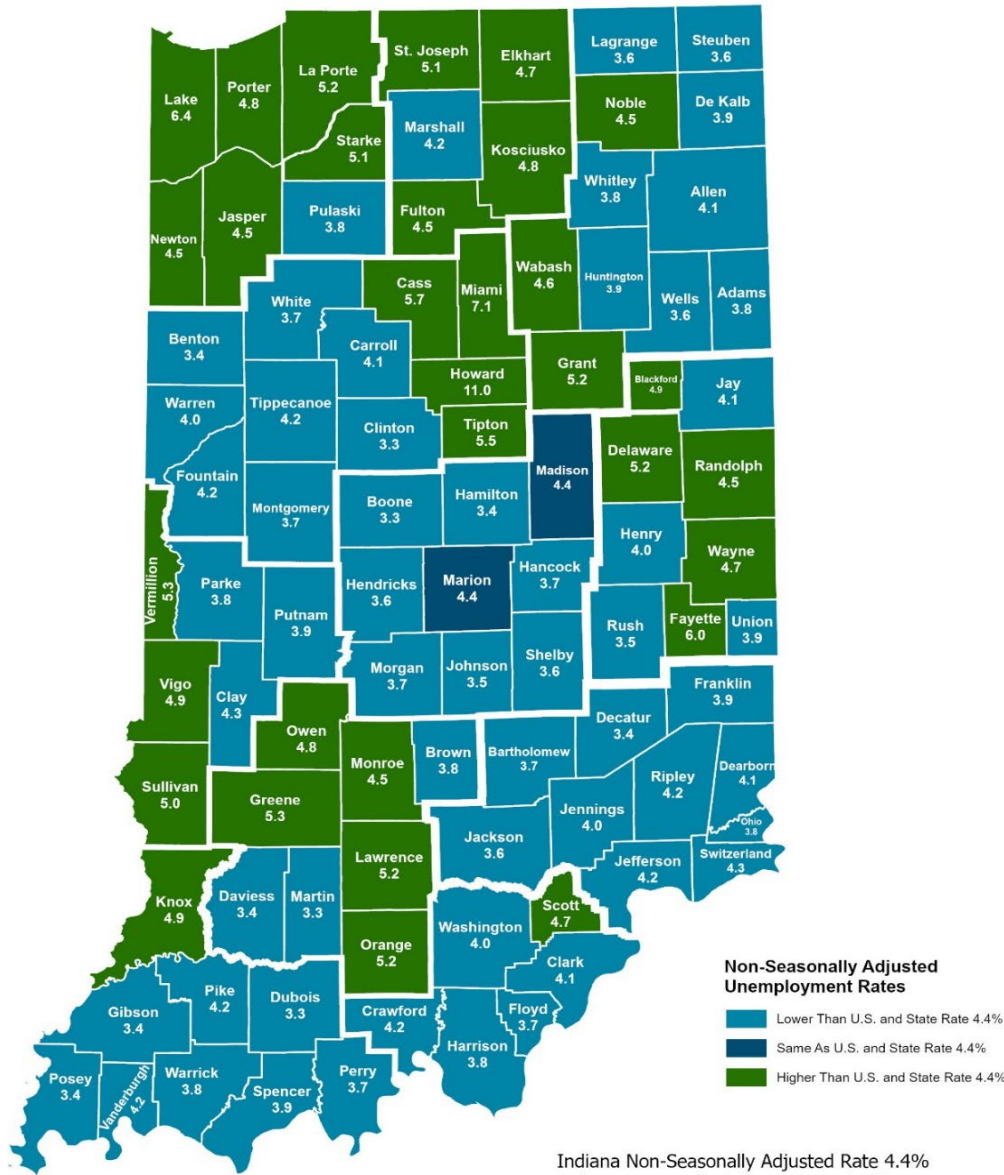 Lake
6.4
Porter
4.8
La Porte
5.2
St. Joseph
5.1
Elkhart
4.7
Lagrange
3.6
Steuben
3.6
Noble
4.5
De Kalb
3.9
Starke
5.1
Marshall
4.2
Kosciusko
4.8
Whitley
3.8
Allen
4.1
Newton
4.5
Jasper
4.5
Pulaski
3.8
Fulton
4.5
Wabash
4.6
Huntington
3.9
Wells
3.6
Adams
3.8
White
3.7
Cass
5.7
Miami
7.1
Benton
3.4
Carroll
4.1
Howard
11.0
Grant
5.2
Blackford
4.9
Jay
4.1
Warren
4.0
Tippecanoe
4.2
Clinton
3.3
Tipton
5.5
Madison
4.4
Delaware
5.2
Randolph
4.5
Fountain
4.2
Montgomery
3.7
Boone
3.3
Hamilton
3.4
Henry
4.0
Wayne
4.7
Vermillion
5.3
Parke
3.8
Putnam
3.9
Hendricks
3.6
Marion
4.4
Hancock
3.7
Rush
3.5
Fayette
6.0
Union
3.9
Vigo
4.9
Clay
4.3
Morgan
3.7
Johnson
3.5
Shelby
3.6
Franklin
3.9
Owen
4.8
Monroe
4.5
Brown
3.8
Bartholomew
3.7
Decatur
3.4
Dearborn
4.1
Sullivan
5.0
Greene
5.3
Ripley
4.2
Jennings
4.0
Ohio
3.8
Jackson
3.6
Lawrence
5.2
Jefferson
4.2
Switzerland
4.3
Knox
4.9
Daviess
3.4
Martin
3.3
Orange
5.2
Washington
4.0
Scott
4.7
Clark
4.1
Gibson
3.4
Pike
4.2
Dubois
3.3
Crawford
4.2
Floyd
3.7
Harrison
3.8
Posey
3.4
Vanderburgh
4.2
Warrick
3.8
Spencer
3.9
Perry
3.7
Non-Seasonally Adjusted
Unemployment Rates
Lower Than U.S. and State Rate 4.4%
Same As U.S. and State Rate 4.4%
Higher Than U.S. and State Rate 4.4%
Indiana Non-Seasonally Adjusted Rate 4.4%